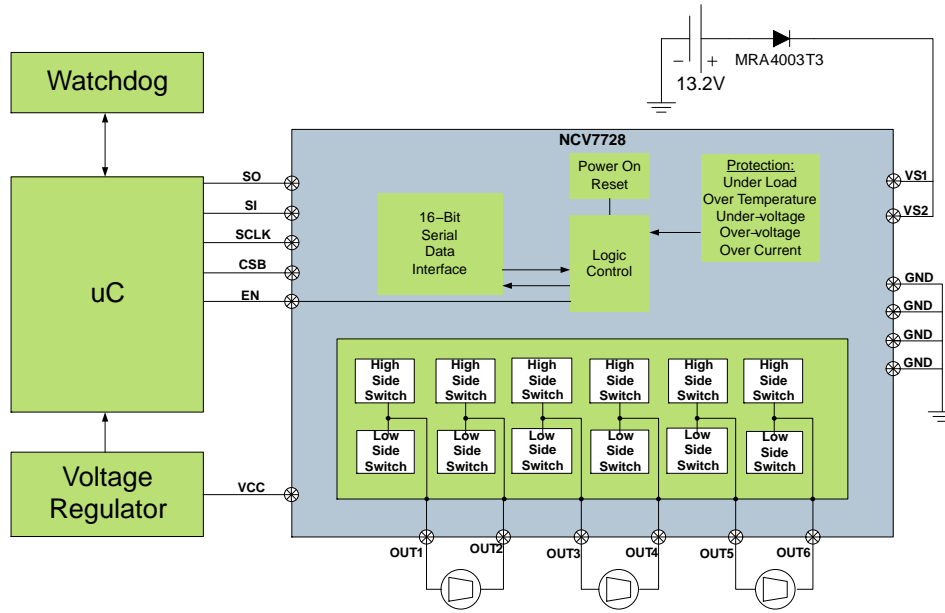 − +
13.2V
MRA4003T3
Watchdog
NCV7728
SO
SI
SCLK
CSB
EN
uC
Power On
Reset
Protection:
Under Load
Over Temperature
Under−voltage
Over−voltage
Over Current
16−Bit
Serial
Data
Interface
Logic
Control
VS1
VS2
GND
GND
GND
GND
High
Side
Switch
High
Side
Switch
High
Side
Switch
High
Side
Switch
High
Side
Switch
High
Side
Switch
Low
Side
Switch
Low
Side
Switch
Low
Side
Switch
Low
Side
Switch
Low
Side
Switch
Low
Side
Switch
Voltage
Regulator
VCC
OUT1
OUT2
OUT3
OUT4
OUT5
OUT6